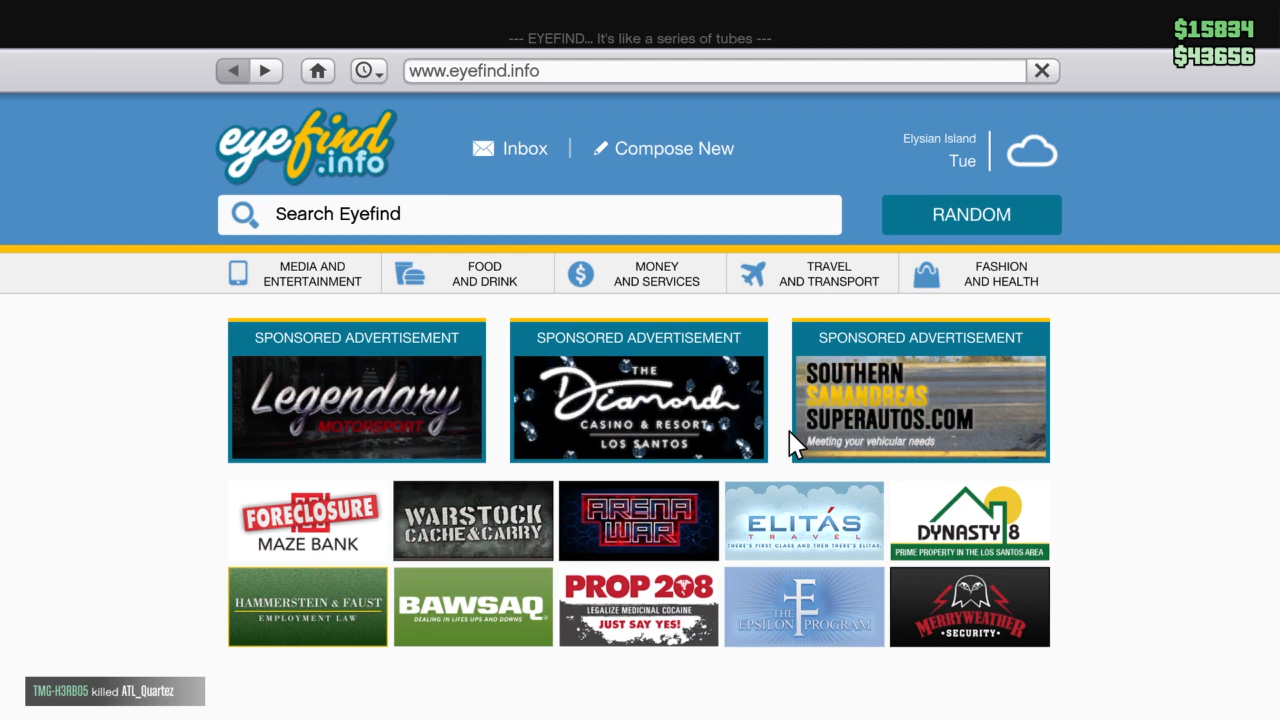 --- EYEFIND... It's like a series of tubes ---
$15834
$43656
www.eyefind.info
eyefind
.info
Inbox
Compose New
Elysian Island
Tue
Search Eyefind
RANDOM
MEDIA AND
ENTERTAINMENT
FOOD
AND DRINK
MONEY
AND SERVICES
TRAVEL
AND TRANSPORT
FASHION
AND HEALTH
SPONSORED ADVERTISEMENT
Legendary
MOTORSPORT
SPONSORED ADVERTISEMENT
THE
Diamond
CASINO & RESORT
LOS SANTOS
SPONSORED ADVERTISEMENT
SOUTHERN
SANANDREAS
SUPERAUTOS.COM
Meeting your vehicular needs
FORECLOSURE
MAZE BANK
WARSTOCK
CACHE&CARRY
ARENA
WAR
ELITÁS
TRAVEL
THERE'S FIRST CLASS AND THEN THERE'S ELITAS.
DYNASTY 8
PRIME PROPERTY IN THE LOS SANTOS AREA
HAMMERSTEIN & FAUST
EMPLOYMENT LAW
BAWSAQ
DEALING IN LIFES UPS AND DOWNS
PROP 208
LEGALIZE MEDICINAL COCAINE
JUST SAY YES!
THE
EPSILON PROGRAM
MERRYWEATHER
•SECURITY•
TMG-H3RB05 killed ATL_Quartez